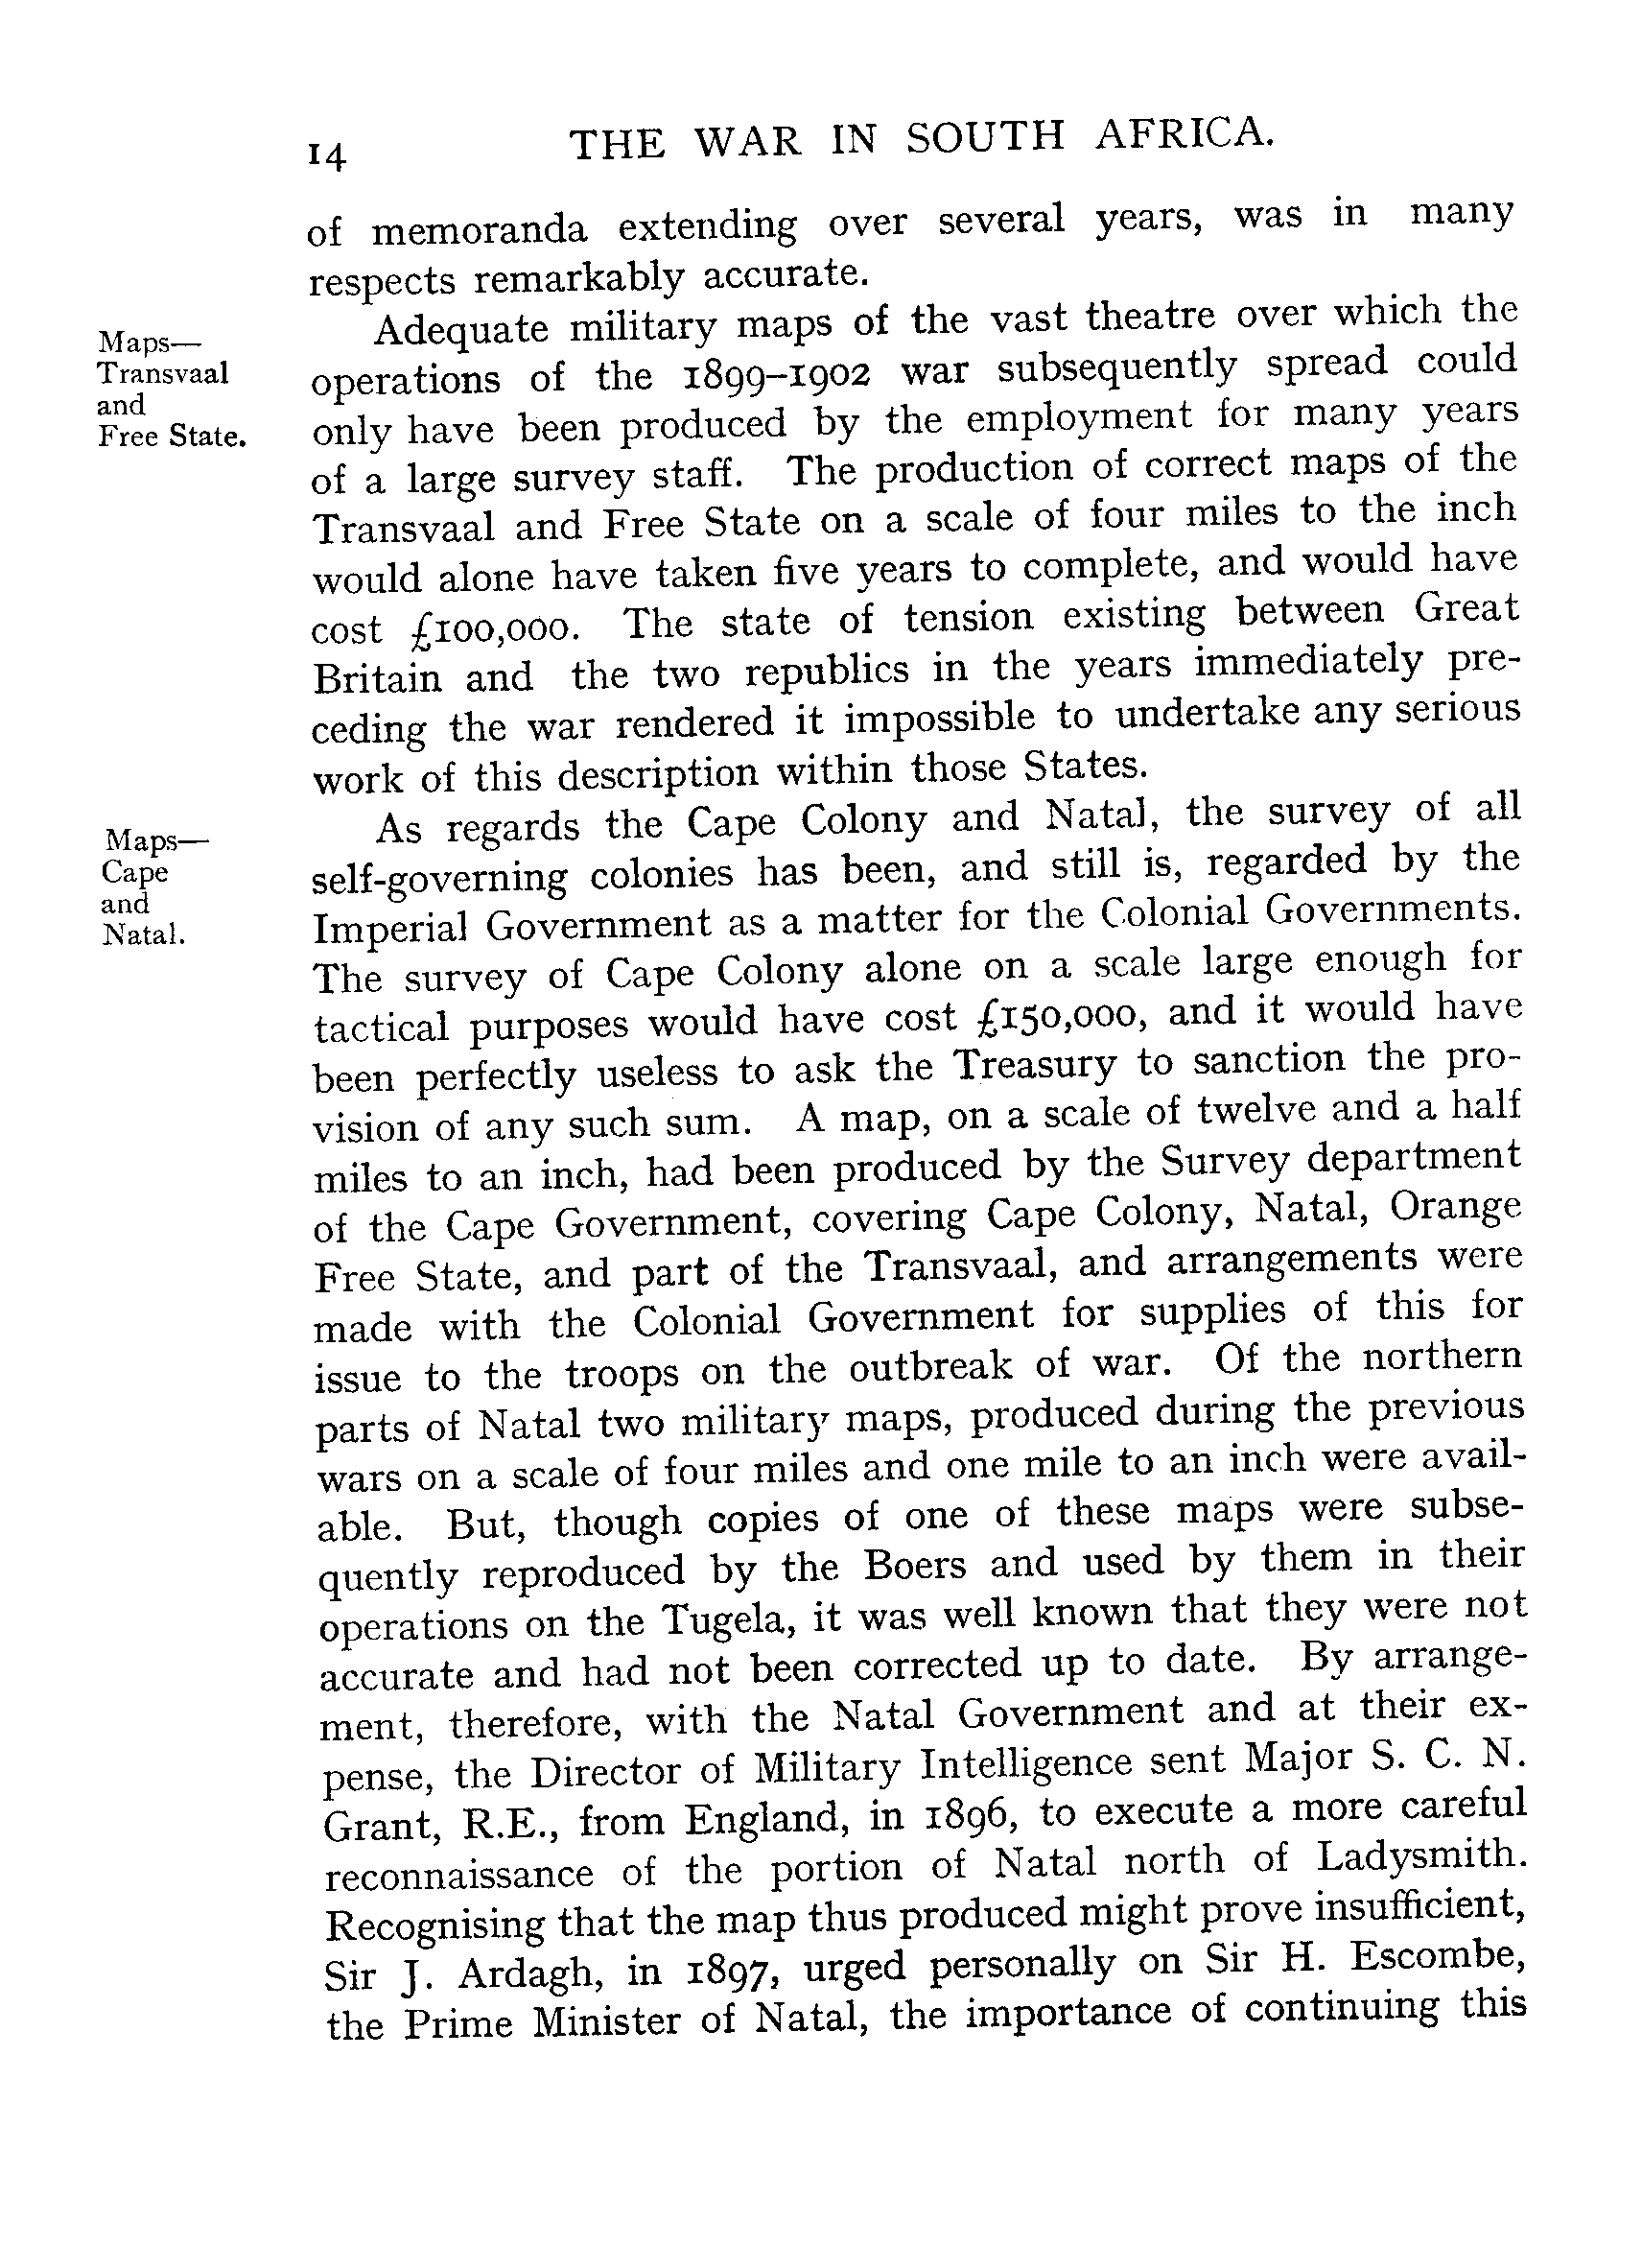 14 THE WAR IN SOUTH AFRICA.
of memoranda extending over several years, was in many
respects remarkably accurate.
Maps—
Transvaal
and
Free State.
Adequate military maps of the vast theatre over which the
operations of the 1899–1902 war subsequently spread could
only have been produced by the employment for many years
of a large survey staff. The production of correct maps of the
Transvaal and Free State on a scale of four miles to the inch
would alone have taken five years to complete, and would have
cost £100,000. The state of tension existing between Great
Britain and the two republics in the years immediately pre-
ceding the war rendered it impossible to undertake any serious
work of this description within those States.
Maps—
Cape
and
Natal.
As regards the Cape Colony and Natal, the survey of all
self-governing colonies has been, and still is, regarded by the
Imperial Government as a matter for the Colonial Governments.
The survey of Cape Colony alone on a scale large enough for
tactical purposes would have cost £150,000, and it would have
been perfectly useless to ask the Treasury to sanction the pro-
vision of any such sum. A map, on a scale of twelve and a half
miles to an inch, had been produced by the Survey department
of the Cape Government, covering Cape Colony, Natal, Orange
Free State, and part of the Transvaal, and arrangements were
made with the Colonial Government for supplies of this for
issue to the troops on the outbreak of war. Of the northern
parts of Natal two military maps, produced during the previous
wars on a scale of four miles and one mile to an inch were avail-
able. But, though copies of one of these maps were subse-
quently reproduced by the Boers and used by them in their
operations on the Tugela, it was well known that they were not
accurate and had not been corrected up to date. By arrange-
ment, therefore, with the Natal Government and at their ex-
pense, the Director of Military Intelligence sent Major S. C. N.
Grant, R.E., from England, in 1896, to execute a more careful
reconnaissance of the portion of Natal north of Ladysmith.
Recognising that the map thus produced might prove insufficient,
Sir J. Ardagh, in 1897, urged personally on Sir H. Escombe,
the Prime Minister of Natal, the importance of continuing this